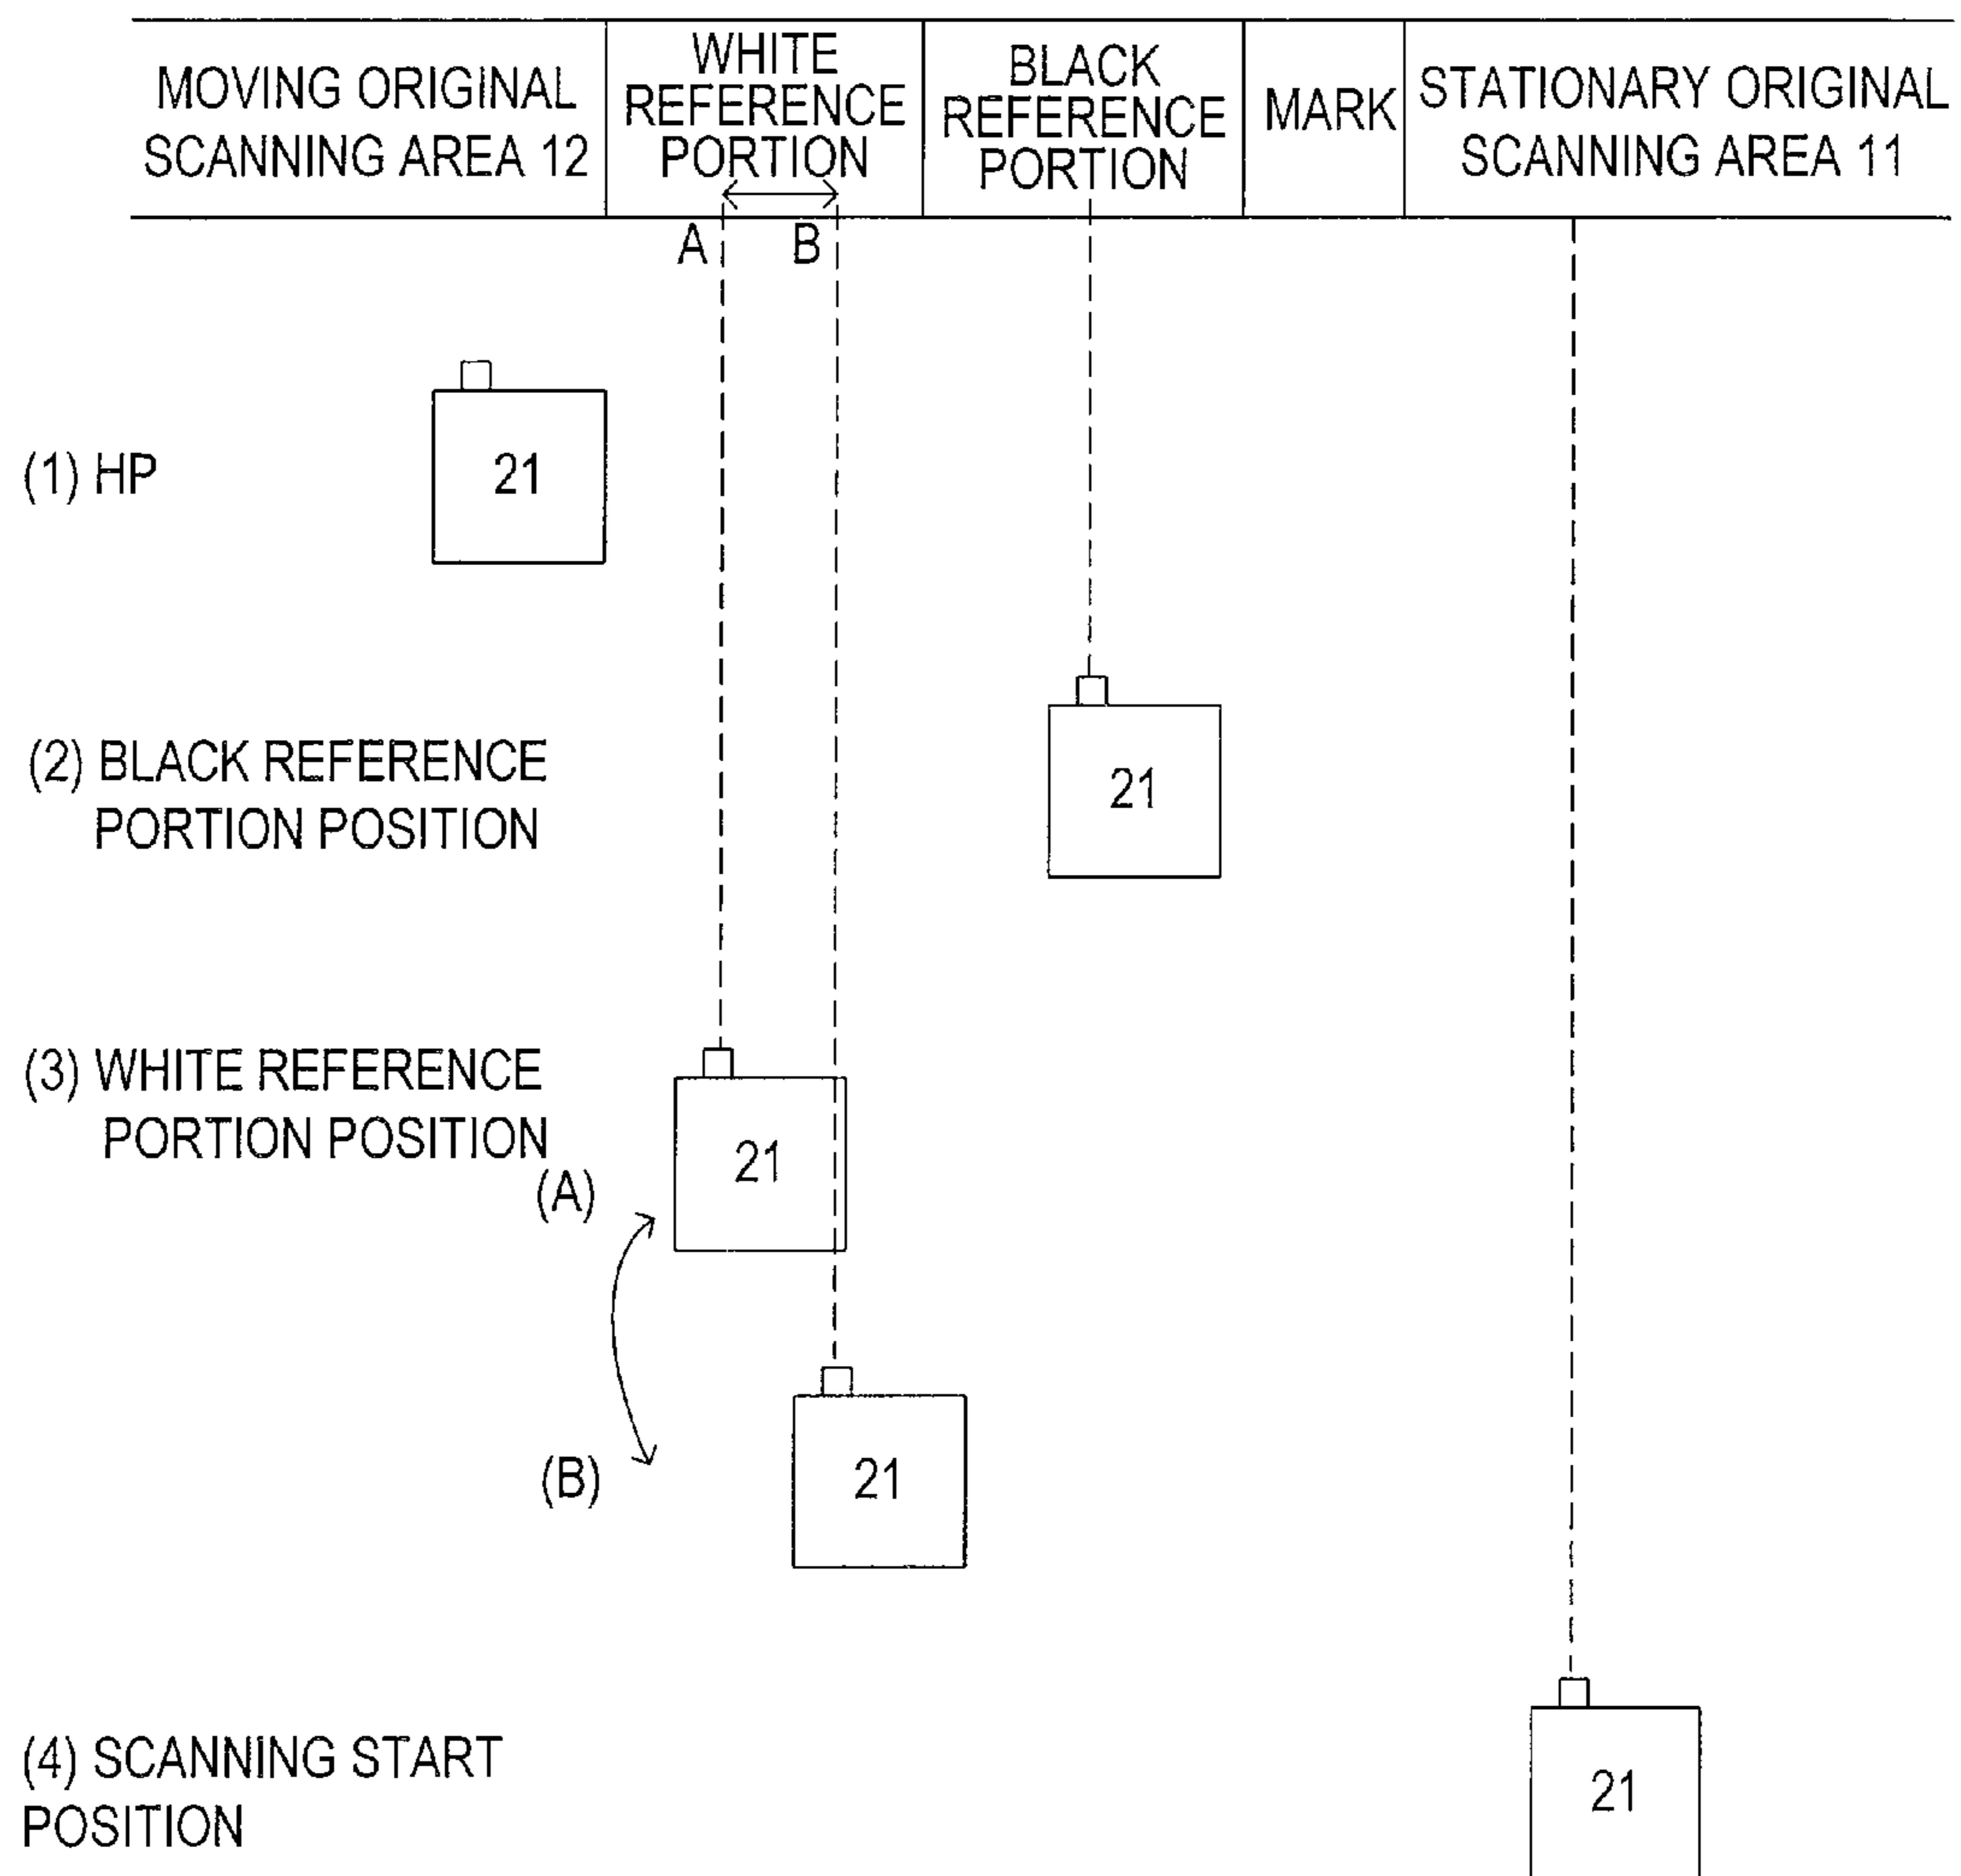 MOVING ORIGINAL
SCANNING AREA 12
WHITE
REFERENCE
PORTION
BLACK
REFERENCE
PORTION
MARK
STATIONARY ORIGINAL
SCANNING AREA 11
A
B
(1) HP
21
(2) BLACK REFERENCE
PORTION POSITION
21
(3) WHITE REFERENCE
PORTION POSITION
(A)
21
(B)
21
(4) SCANNING START
POSITION
21